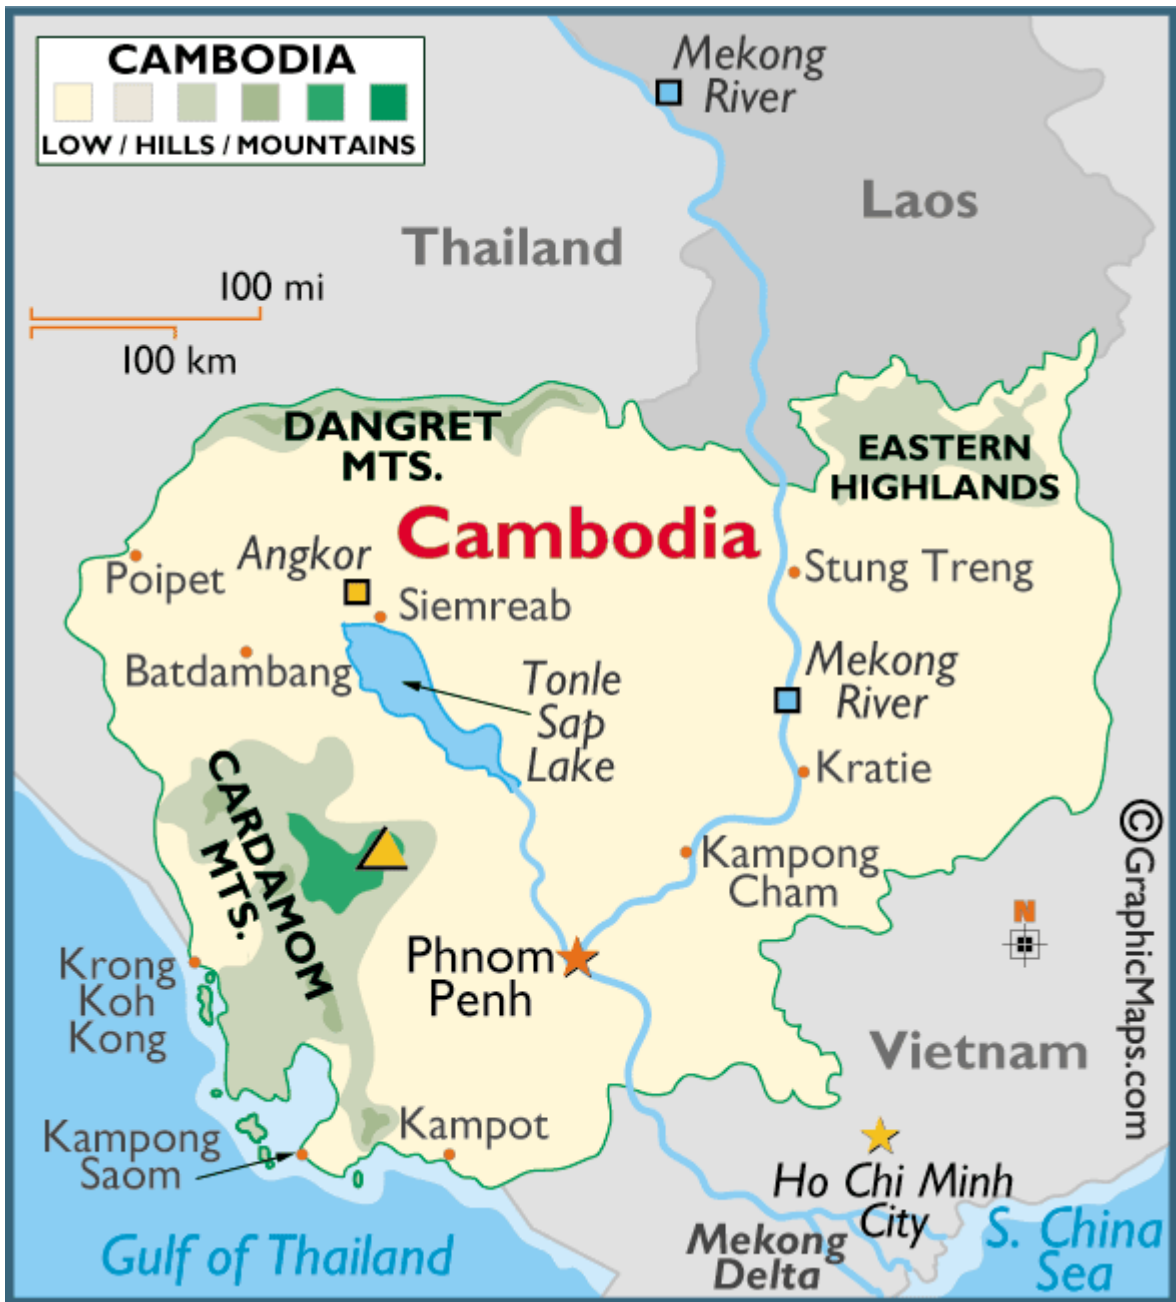 CAMBODIA
LOW / HILLS / MOUNTAINS
Mekong
River
Laos
Thailand
100 mi
100 km
DANGRET
MTS.
EASTERN
HIGHLANDS
Cambodia
Angkor
Poipet
Siemreab
Stung Treng
Batdambang
Tonle
Sap
Lake
Mekong
River
Kratie
CARDAMOM
MTS.
Kampong
Cham
©GraphicMaps.com
N
Phnom
Penh
Krong
Koh
Kong
Vietnam
Kampong
Saom
Kampot
Ho Chi Minh
City
Mekong
Delta
S. China
Sea
Gulf of Thailand